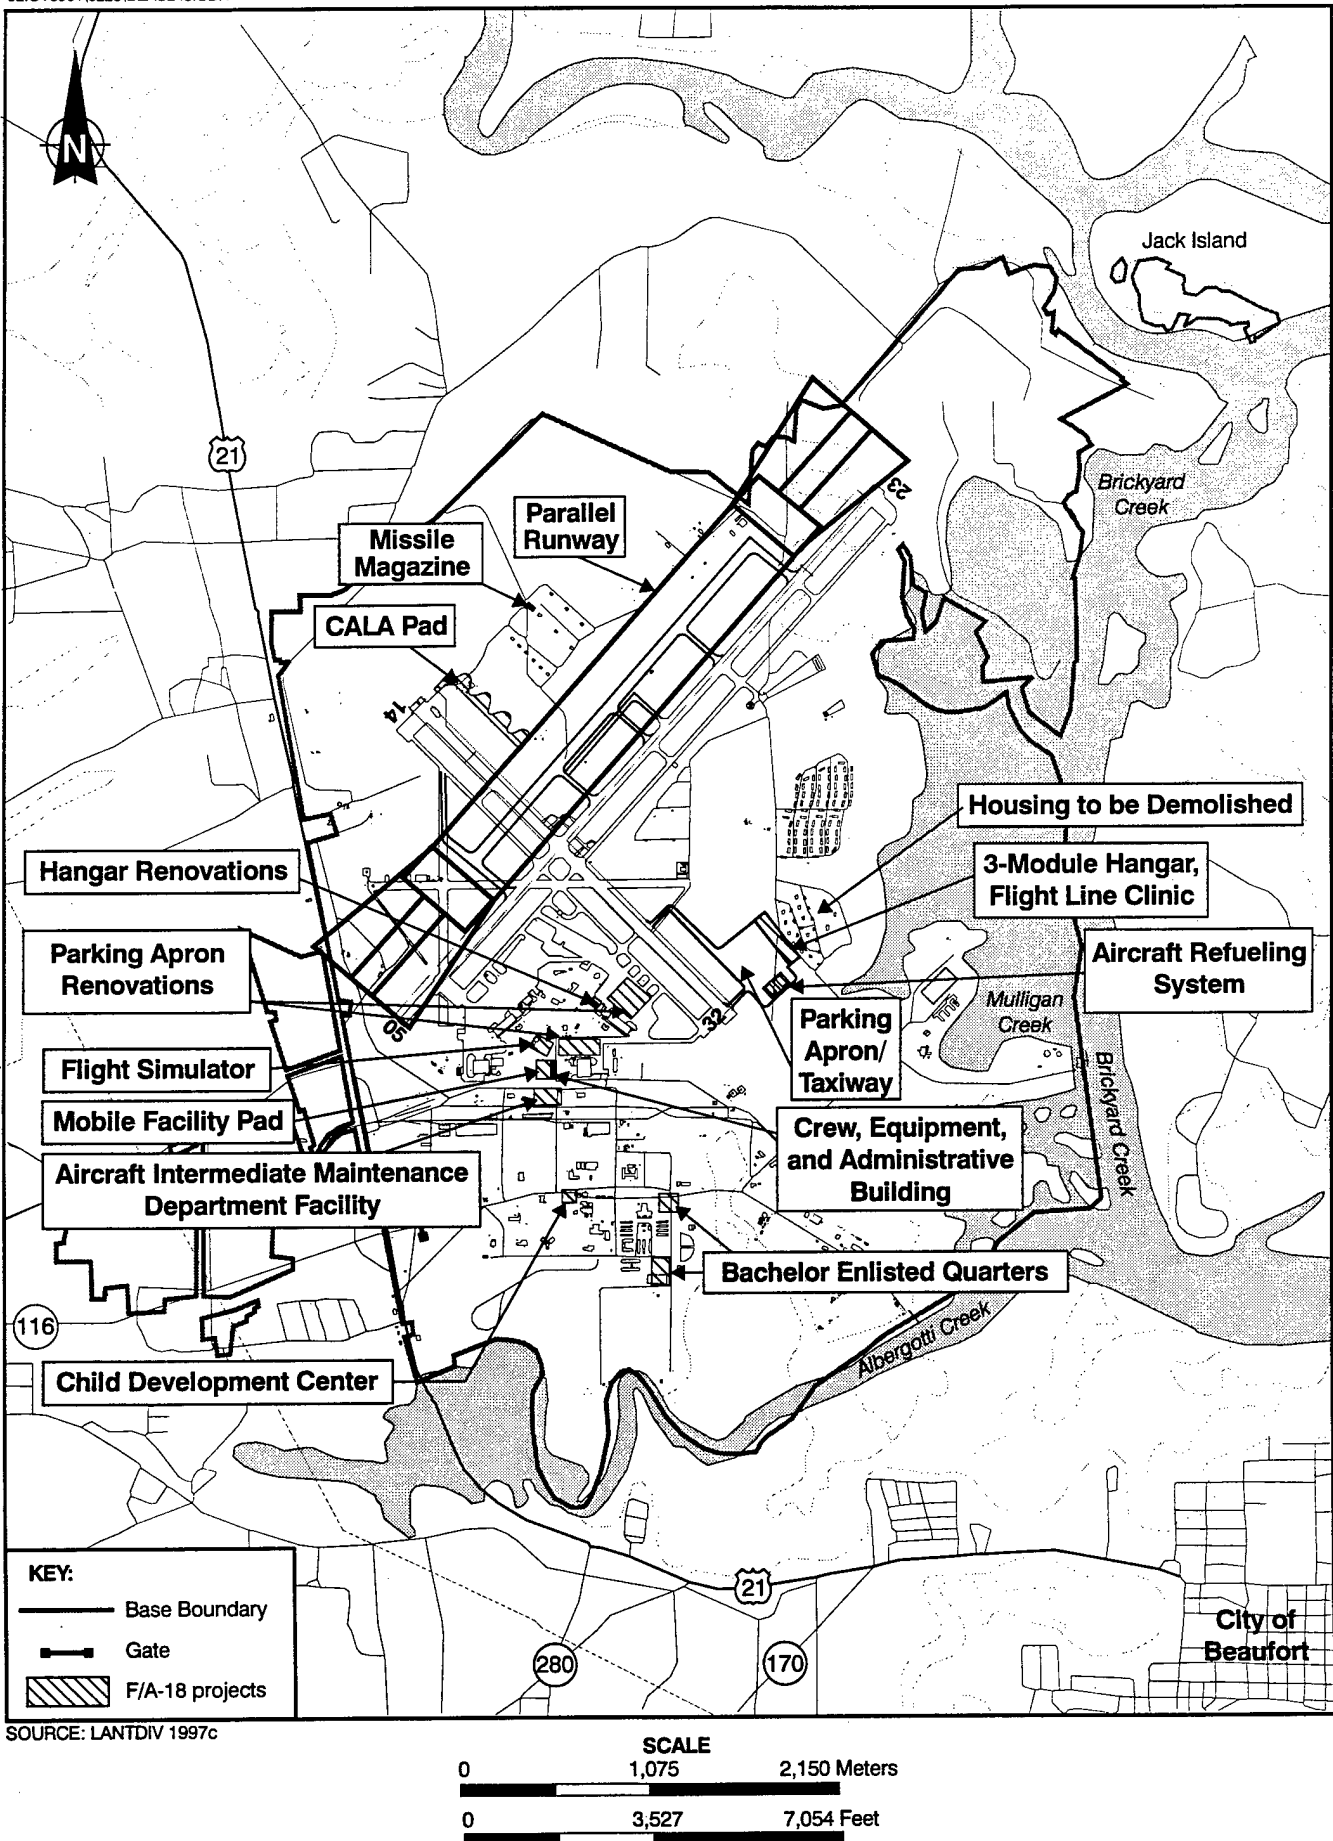 N
Jack Island
21
Brickyard
Creek
23
Parallel
Runway
Missile
Magazine
CALA Pad
14
Housing to be Demolished
Hangar Renovations
3-Module Hangar,
Flight Line Clinic
Parking Apron
Renovations
Aircraft Refueling
System
Mulligan
Creek
05
32
Parking
Apron/
Taxiway
Flight Simulator
Brickyard Creek
Mobile Facility Pad
Crew, Equipment,
and Administrative
Building
Aircraft Intermediate Maintenance
Department Facility
Bachelor Enlisted Quarters
116
Albergotti Creek
Child Development Center
KEY:
Base Boundary
Gate
F/A-18 projects
21
City of
Beaufort
280
170
SOURCE: LANTDIV 1997c
SCALE
0 1,075 2,150 Meters
0 3,527 7,054 Feet